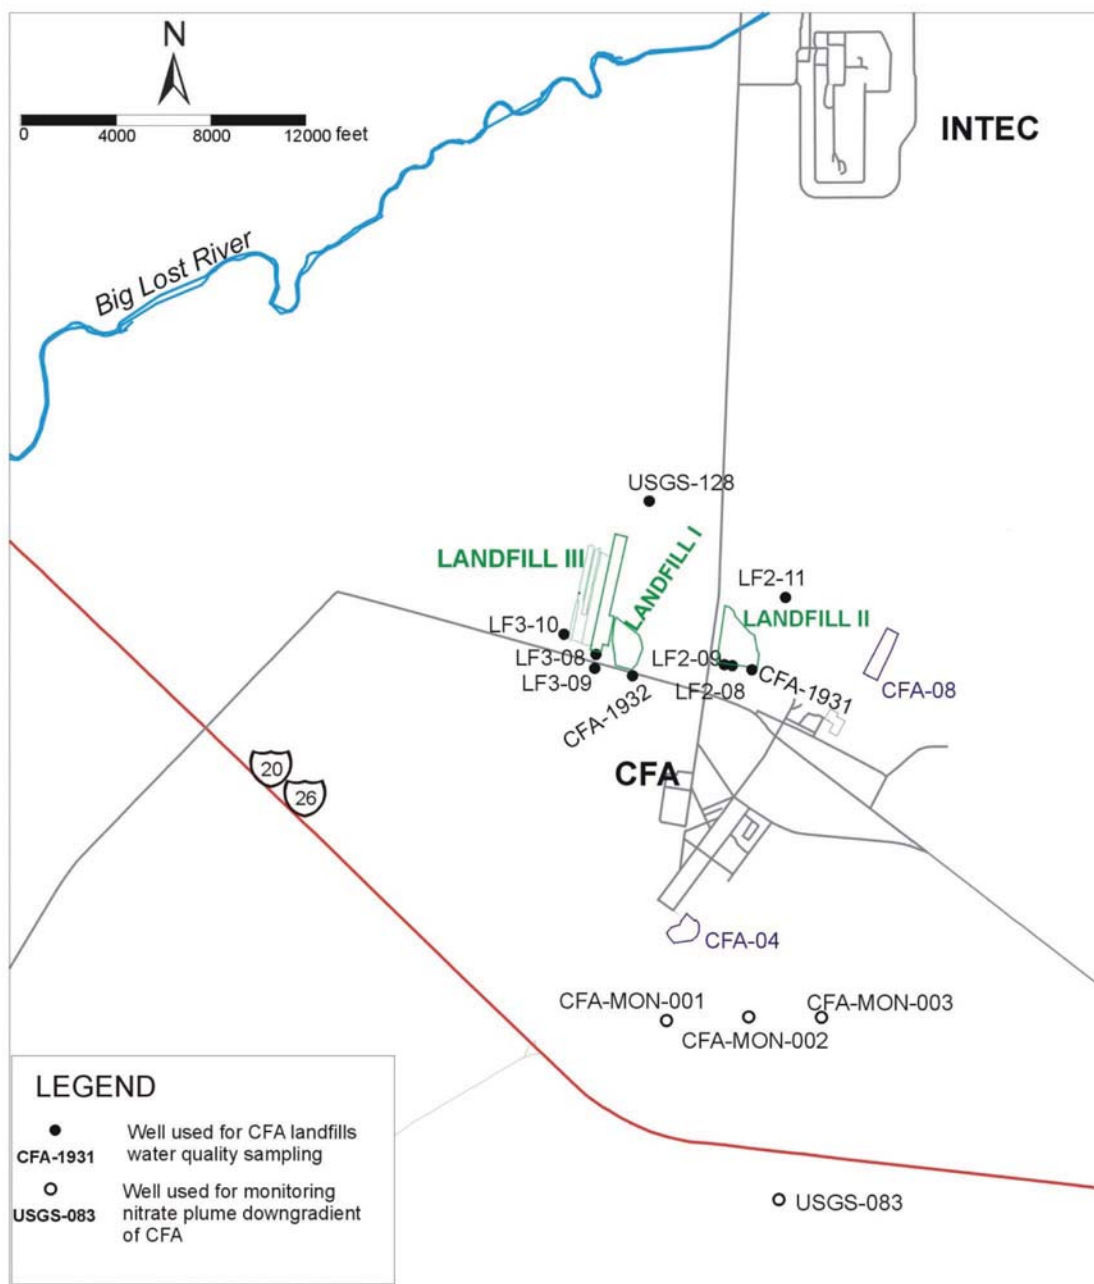 N
0 4000 8000 12000 feet
INTEC
Big Lost River
USGS-128
LANDFILL III
LANDFILL I
LF2-11
LANDFILL II
LF3-10
LF3-08
LF3-09
CFA-1932
LF2-09
LF2-08
CFA-1931
CFA-08
20
26
CFA
CFA-04
CFA-MON-001
CFA-MON-002
CFA-MON-003
USGS-083
LEGEND
CFA-1931
Well used for CFA landfills
water quality sampling
USGS-083
Well used for monitoring
nitrate plume downgradient
of CFA